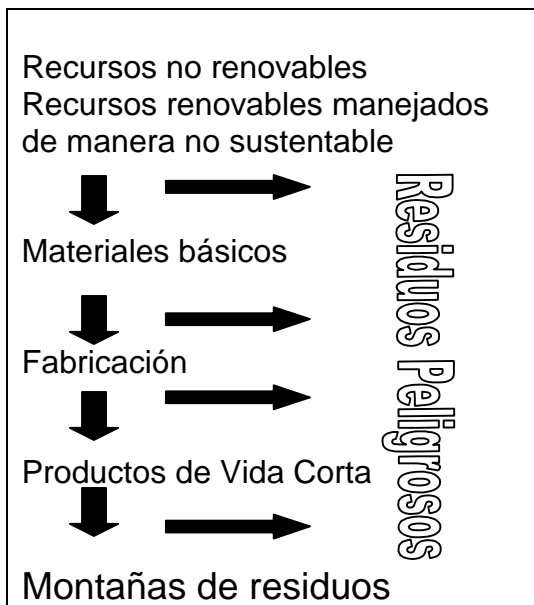 Recursos no renovables
Recursos renovables manejados
de manera no sustentable
Materiales básicos
Fabricación
Productos de Vida Corta
Montañas de residuos
Residuos Peligrosos